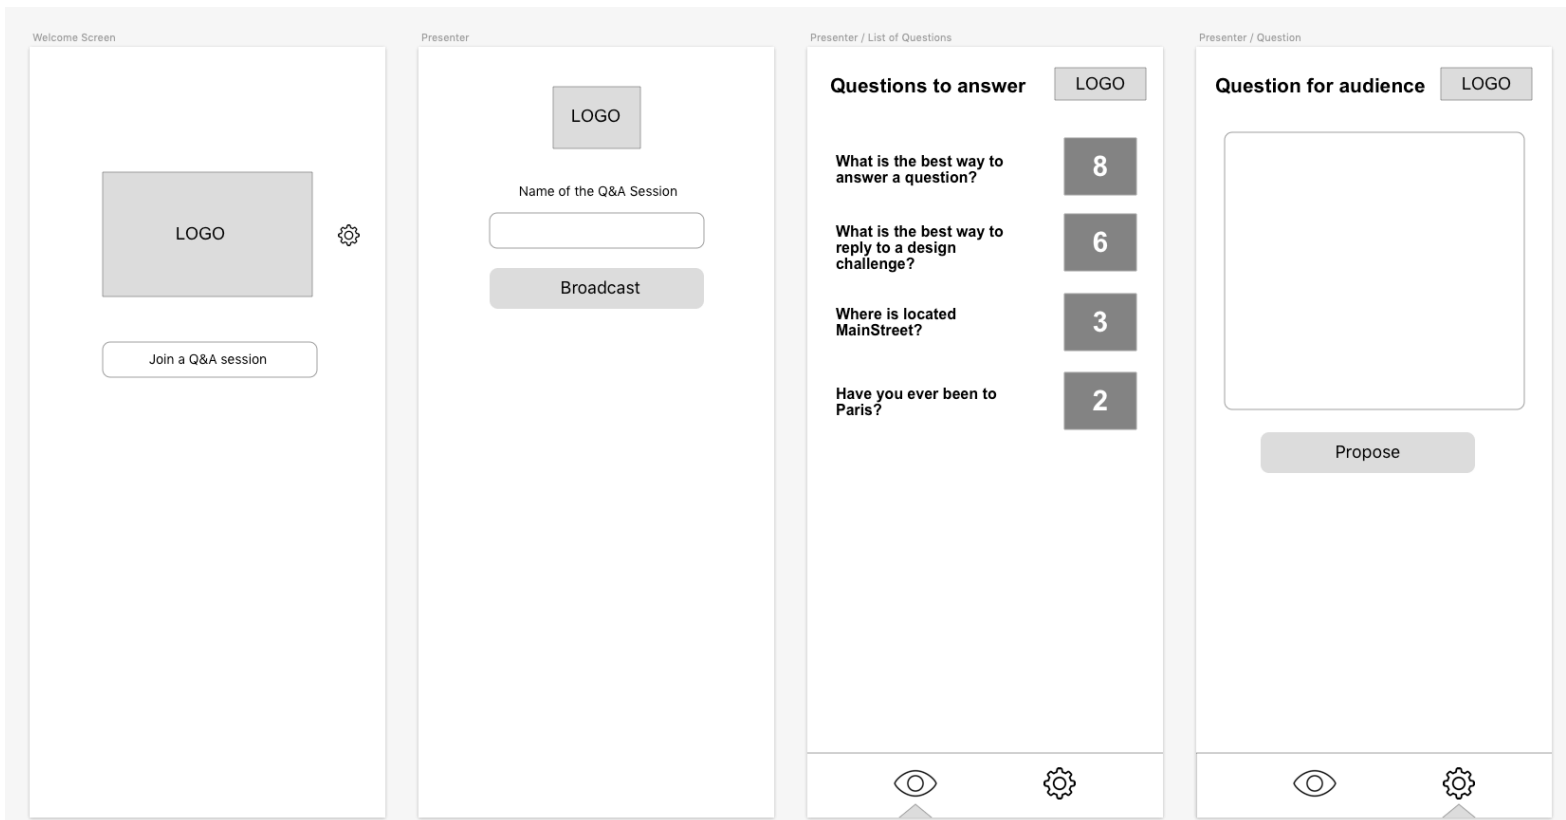 Welcome Screen
LOGO
Join a Q&A session
Presenter
LOGO
Name of the Q&A Session
Broadcast
Presenter / List of Questions
Questions to answer
LOGO
What is the best way to
answer a question?
8
What is the best way to
reply to a design
challenge?
6
Where is located
MainStreet?
3
Have you ever been to
Paris?
2
Presenter / Question
Question for audience
LOGO
Propose